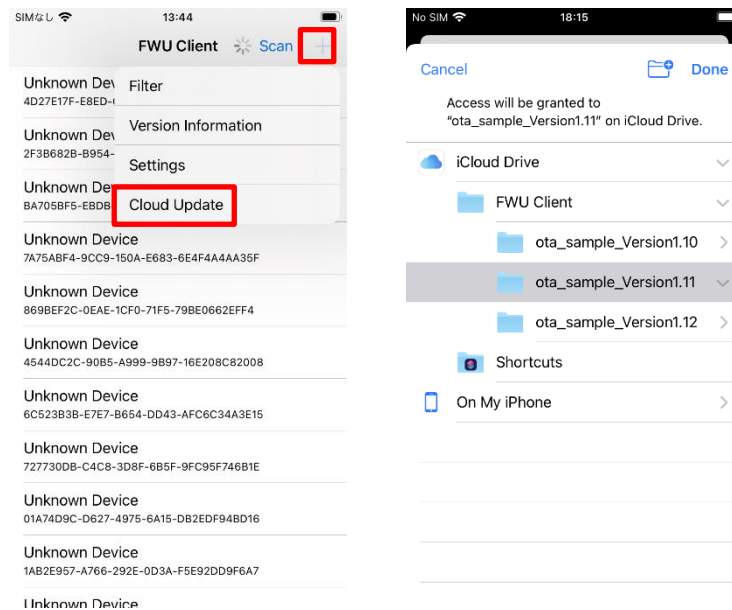 SIMなし 13:44
FWU Client Scan +
Unknown Dev
4D27E17F-E8ED-
Filter
Unknown Dev
2F3B682B-B954-
Version Information
Settings
Unknown De
BA705BF5-EBDB
Cloud Update
Unknown Device
7A75ABF4-9CC9-150A-E683-6E4F4A4AA35F
Unknown Device
869BEF2C-0EAE-1CF0-71F5-79BE0662EFF4
Unknown Device
4544DC2C-90B5-A999-9B97-16E208C82008
Unknown Device
6C523B3B-E7E7-B654-DD43-AFC6C34A3E15
Unknown Device
727730DB-C4C8-3D8F-6B5F-9FC95F746B1E
Unknown Device
01A74D9C-D627-4975-6A15-DB2EDF94BD16
Unknown Device
1AB2E957-A766-292E-0D3A-F5E92DD9F6A7
Unknown Device
No SIM 18:15
Cancel Done
Access will be granted to
“ota_sample_Version1.11” on iCloud Drive.
iCloud Drive
FWU Client
ota_sample_Version1.10
ota_sample_Version1.11
ota_sample_Version1.12
Shortcuts
On My iPhone